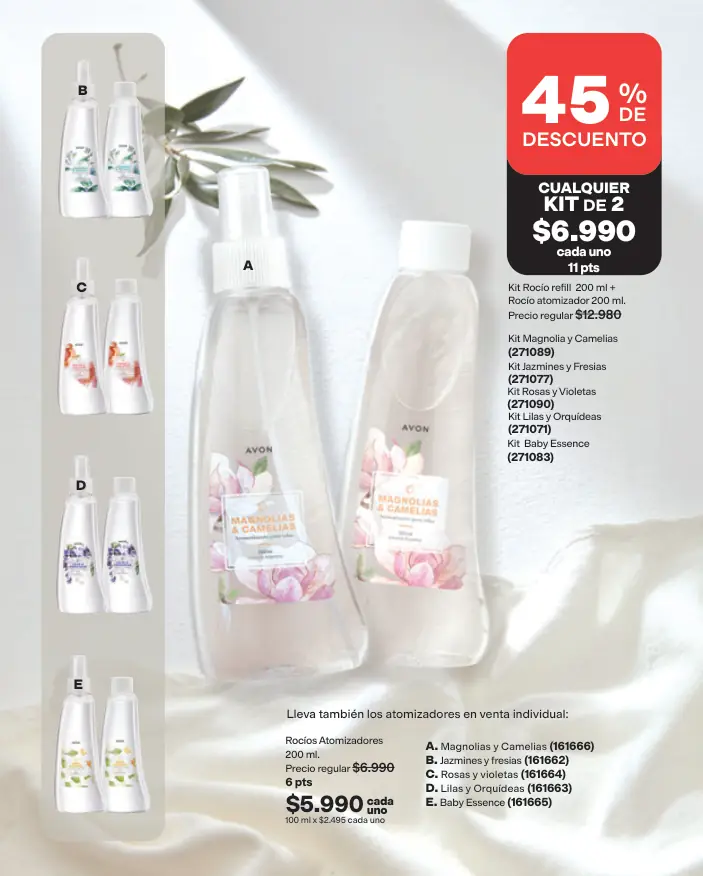 45 %
DE
DESCUENTO
CUALQUIER
KIT DE 2
$6.990
cada uno
11 pts
Kit Rocío refill 200 ml +
Rocío atomizador 200 ml.
Precio regular $12.980
Kit Magnolia y Camelias
(271089)
Kit Jazmines y Fresias
(271077)
Kit Rosas y Violetas
(271090)
Kit Lilas y Orquídeas
(271071)
Kit Baby Essence
(271083)
B
C
D
E
A
AVON
MAGNOLIAS
& CAMELIAS
AVON
MAGNOLIAS
& CAMELIAS
Lleva también los atomizadores en venta individual:
Rocíos Atomizadores
200 ml.
Precio regular $6.990
6 pts
$5.990 cada
uno
100 ml x $2.495 cada uno
A. Magnolias y Camelias (161666)
B. Jazmines y fresias (161662)
C. Rosas y violetas (161664)
D. Lilas y Orquídeas (161663)
E. Baby Essence (161665)